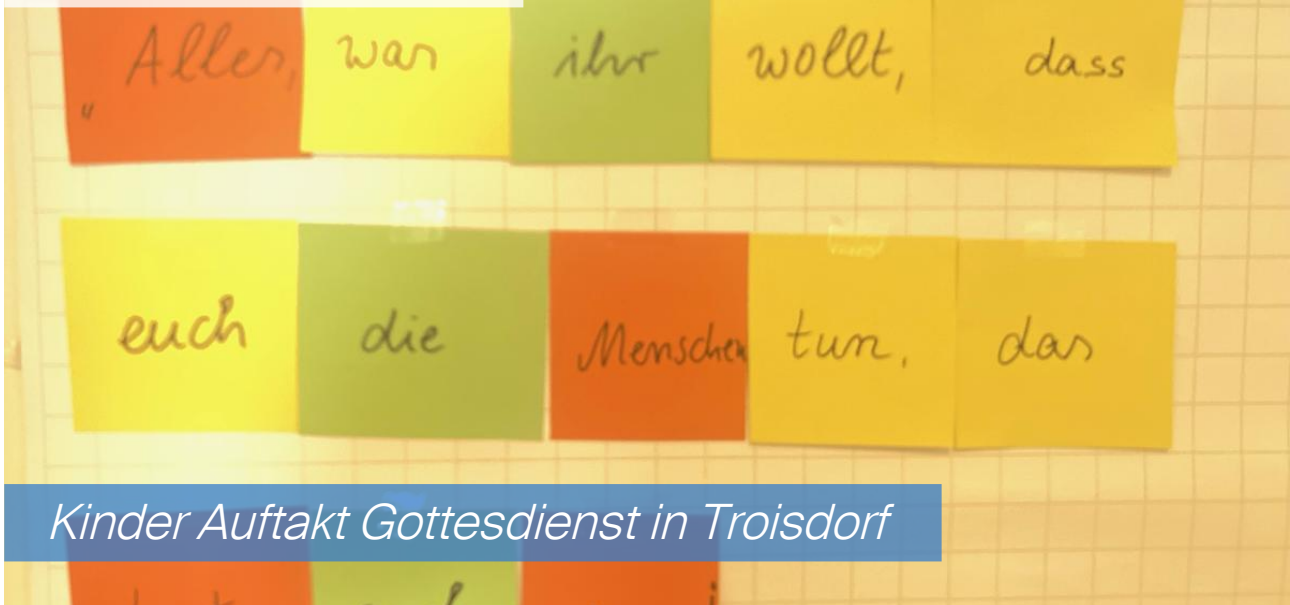 „Alles, was ihr wollt, dass
euch die Menschen tun, das
Kinder Auftakt Gottesdienst in Troisdorf